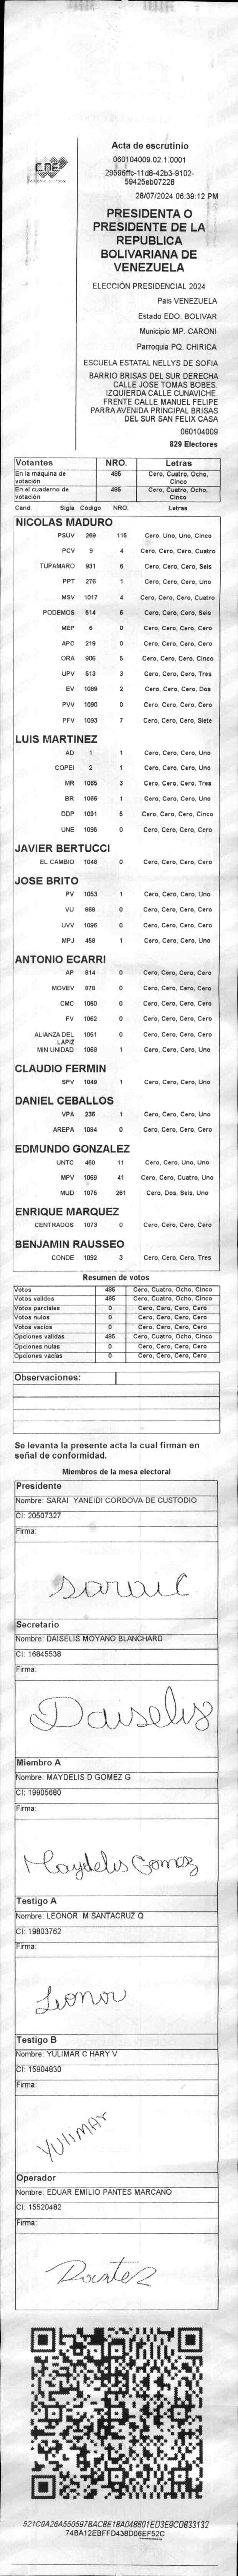 CNE
Acta de escrutinio
060104009.02.1.0001
29596ffc-11d8-42b3-9102-
59425eb07228
28/07/2024 06:39:12 PM
PRESIDENTA O
PRESIDENTE DE LA
REPUBLICA
BOLIVARIANA DE
VENEZUELA
ELECCIÓN PRESIDENCIAL 2024
Pais VENEZUELA
Estado EDO. BOLIVAR
Municipio MP. CARONI
Parroquia PQ. CHIRICA
ESCUELA ESTATAL NELLYS DE SOFIA
BARRIO BRISAS DEL SUR DERECHA
CALLE JOSE TOMAS BOBES.
IZQUIERDA CALLE CUNAVICHE.
FRENTE CALLE MANUEL FELIPE
PARRA AVENIDA PRINCIPAL BRISAS
DEL SUR SAN FELIX CASA
060104009
829 Electores
Votantes NRO. Letras
En la máquina de votación 485 Cero, Cuatro, Ocho, Cinco
En el cuaderno de votación 485 Cero, Cuatro, Ocho, Cinco
Cand. Sigla Código NRO. Letras
NICOLAS MADURO
PSUV 269 115 Cero, Uno, Uno, Cinco
PCV 9 4 Cero, Cero, Cero, Cuatro
TUPAMARO 931 6 Cero, Cero, Cero, Seis
PPT 276 1 Cero, Cero, Cero, Uno
MSV 1017 4 Cero, Cero, Cero, Cuatro
PODEMOS 514 6 Cero, Cero, Cero, Seis
MEP 6 0 Cero, Cero, Cero, Cero
APC 219 0 Cero, Cero, Cero, Cero
ORA 906 5 Cero, Cero, Cero, Cinco
UPV 513 3 Cero, Cero, Cero, Tres
EV 1089 2 Cero, Cero, Cero, Dos
PVV 1090 0 Cero, Cero, Cero, Cero
PFV 1093 7 Cero, Cero, Cero, Siete
LUIS MARTINEZ
AD 1 1 Cero, Cero, Cero, Uno
COPEI 2 1 Cero, Cero, Cero, Uno
MR 1065 3 Cero, Cero, Cero, Tres
BR 1066 1 Cero, Cero, Cero, Uno
DDP 1091 5 Cero, Cero, Cero, Cinco
UNE 1095 0 Cero, Cero, Cero, Cero
JAVIER BERTUCCI
EL CAMBIO 1048 0 Cero, Cero, Cero, Cero
JOSE BRITO
PV 1053 1 Cero, Cero, Cero, Uno
VU 868 0 Cero, Cero, Cero, Cero
UVV 1096 0 Cero, Cero, Cero, Cero
MPJ 458 1 Cero, Cero, Cero, Uno
ANTONIO ECARRI
AP 914 0 Cero, Cero, Cero, Cero
MOVEV 878 0 Cero, Cero, Cero, Cero
CMC 1050 0 Cero, Cero, Cero, Cero
FV 1062 0 Cero, Cero, Cero, Cero
ALIANZA DEL LAPIZ 1051 0 Cero, Cero, Cero, Cero
MIN UNIDAD 1068 1 Cero, Cero, Cero, Uno
CLAUDIO FERMIN
SPV 1049 1 Cero, Cero, Cero, Uno
DANIEL CEBALLOS
VPA 236 1 Cero, Cero, Cero, Uno
AREPA 1094 0 Cero, Cero, Cero, Cero
EDMUNDO GONZALEZ
UNTC 460 11 Cero, Cero, Uno, Uno
MPV 1069 41 Cero, Cero, Cuatro, Uno
MUD 1075 261 Cero, Dos, Seis, Uno
ENRIQUE MARQUEZ
CENTRADOS 1073 0 Cero, Cero, Cero, Cero
BENJAMIN RAUSSEO
CONDE 1092 3 Cero, Cero, Cero, Tres
Resumen de votos
Votos 485 Cero, Cuatro, Ocho, Cinco
Votos validos 485 Cero, Cuatro, Ocho, Cinco
Votos parciales 0 Cero, Cero, Cero, Cero
Votos nulos 0 Cero, Cero, Cero, Cero
Votos vacios 0 Cero, Cero, Cero, Cero
Opciones validas 485 Cero, Cuatro, Ocho, Cinco
Opciones nulas 0 Cero, Cero, Cero, Cero
Opciones vacias 0 Cero, Cero, Cero, Cero
Observaciones:
Se levanta la presente acta la cual firman en
señal de conformidad.
Miembros de la mesa electoral
Presidente
Nombre: SARAI YANEIDI CORDOVA DE CUSTODIO
CI: 20507327
Firma:
Sarail
Secretario
Nombre: DAISELIS MOYANO BLANCHARD
CI: 16845538
Firma:
Daiselis
Miembro A
Nombre: MAYDELIS D GOMEZ G
CI: 19905680
Firma:
Maydelis Gomez
Testigo A
Nombre: LEONOR M SANTACRUZ Q
CI: 19803762
Firma:
Leonor
Testigo B
Nombre: YULIMAR C HARY V
CI: 15904830
Firma:
YULIMAR
Operador
Nombre: EDUAR EMILIO PANTES MARCANO
CI: 15520482
Firma:
Pantez
521C0A26A550597BAC8E18A048601ED3E9CD833132
74BA12EBFFD438D06EF52C